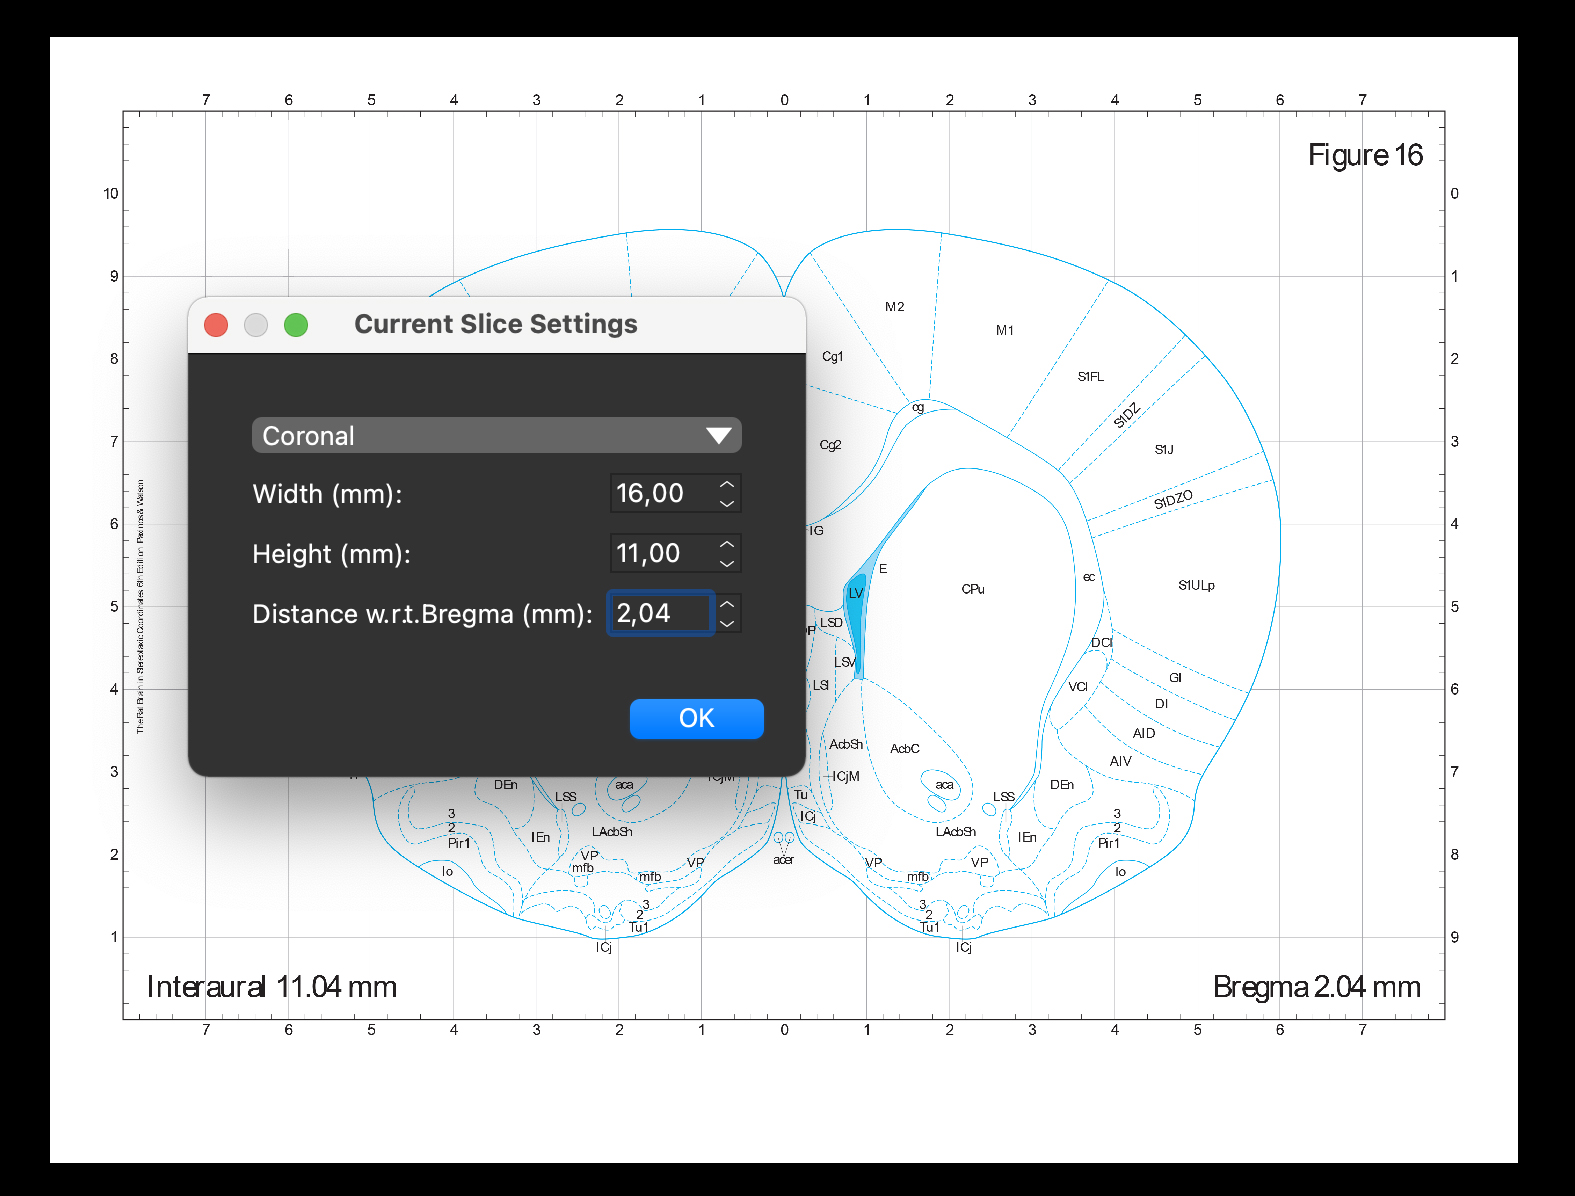 7 6 5 4 3 2 1 0 1 2 3 4 5 6 7
Figure 16
10 0
9 1
8 2
7 3
6 4
5 5
4 6
3 7
2 8
1 9
M2
M1
Cg1
S1FL
cg
S1DZ
Cg2
S1J
S1DZO
IG
E
ec
CPu
S1ULp
LV
LSD
DCl
LSV
GI
LSI
VCl
DI
AID
AcbSh
AcbC
AIV
ICjM
ICjM
DEn
aca
aca
DEn
LSS
Tu
LSS
3
ICj
3
2
LAcbSh
LAcbSh
2
Pir1
IEn
IEn
Pir1
VP
acer
VP
mfb
VP
VP
lo
mfb
mfb
lo
3
3
2
2
Tu1
Tu1
ICj
ICj
The Rat Brain in Stereotaxic Coordinates 6th Edition Paxinos & Watson
Current Slice Settings
Coronal
Width (mm): 16,00
Height (mm): 11,00
Distance w.r.t.Bregma (mm): 2,04
OK
Interaural 11.04 mm
Bregma 2.04 mm
7 6 5 4 3 2 1 0 1 2 3 4 5 6 7